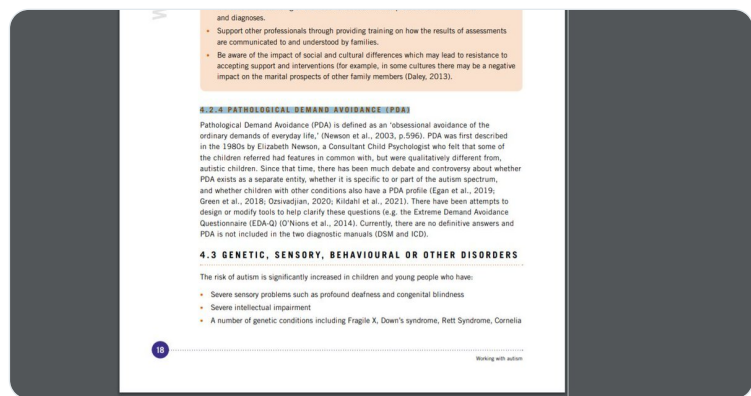 and diagnoses.
• Support other professionals through providing training on how the results of assessments
are communicated to and understood by families.
• Be aware of the impact of social and cultural differences which may lead to resistance to
accepting support and interventions (for example, in some cultures there may be a negative
impact on the marital prospects of other family members (Daley, 2013).
4.2.4 PATHOLOGICAL DEMAND AVOIDANCE (PDA)
Pathological Demand Avoidance (PDA) is defined as an 'obsessional avoidance of the
ordinary demands of everyday life,' (Newson et al., 2003, p.596). PDA was first described
in the 1980s by Elizabeth Newson, a Consultant Child Psychologist who felt that some of
the children referred had features in common with, but were qualitatively different from,
autistic children. Since that time, there has been much debate and controversy about whether
PDA exists as a separate entity, whether it is specific to or part of the autism spectrum,
and whether children with other conditions also have a PDA profile (Egan et al., 2019;
Green et al., 2018; Ozsivadjian, 2020; Kildahl et al., 2021). There have been attempts to
design or modify tools to help clarify these questions (e.g. the Extreme Demand Avoidance
Questionnaire (EDA-Q) (O'Nions et al., 2014). Currently, there are no definitive answers and
PDA is not included in the two diagnostic manuals (DSM and ICD).
4.3 GENETIC, SENSORY, BEHAVIOURAL OR OTHER DISORDERS
The risk of autism is significantly increased in children and young people who have:
• Severe sensory problems such as profound deafness and congenital blindness
• Severe intellectual impairment
• A number of genetic conditions including Fragile X, Down's syndrome, Rett Syndrome, Cornelia
18
Working with autism